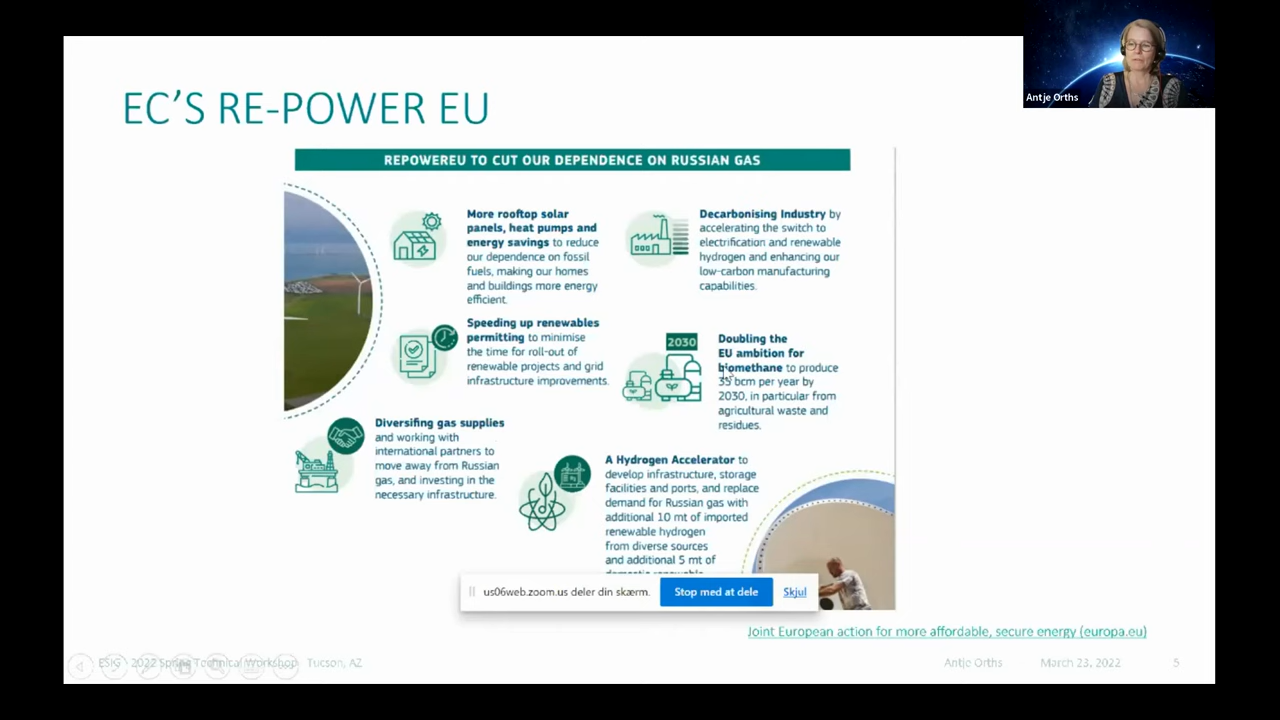 Antje Orths
EC’S RE-POWER EU
REPOWEREU TO CUT OUR DEPENDENCE ON RUSSIAN GAS
More rooftop solar
panels, heat pumps and
energy savings to reduce
our dependence on fossil
fuels, making our homes
and buildings more energy
efficient.
Decarbonising Industry by
accelerating the switch to
electrification and renewable
hydrogen and enhancing our
low-carbon manufacturing
capabilities.
Speeding up renewables
permitting to minimise
the time for roll-out of
renewable projects and grid
infrastructure improvements.
2030
Doubling the
EU ambition for
biomethane to produce
35 bcm per year by
2030, in particular from
agricultural waste and
residues.
Diversifing gas supplies
and working with
international partners to
move away from Russian
gas, and investing in the
necessary infrastructure.
A Hydrogen Accelerator to
develop infrastructure, storage
facilities and ports, and replace
demand for Russian gas with
additional 10 mt of imported
renewable hydrogen
from diverse sources
and additional 5 mt of
us06web.zoom.us deler din skærm.
Stop med at dele
Skjul
Joint European action for more affordable, secure energy (europa.eu)
ESIG - 2022 Spring Technical Workshop Tucson, AZ
Antje Orths
March 23, 2022
5